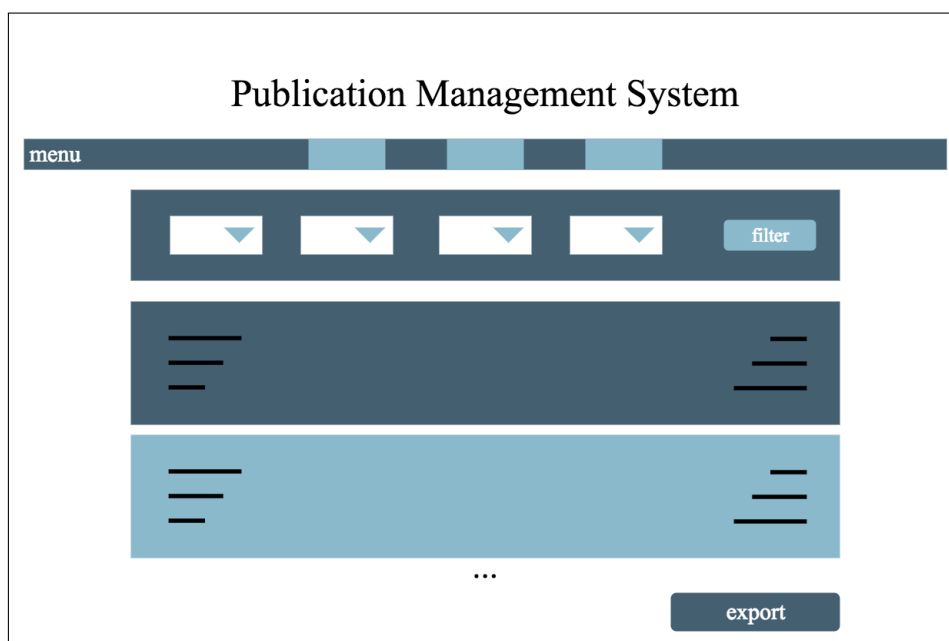 Publication Management System
menu
filter
...
export